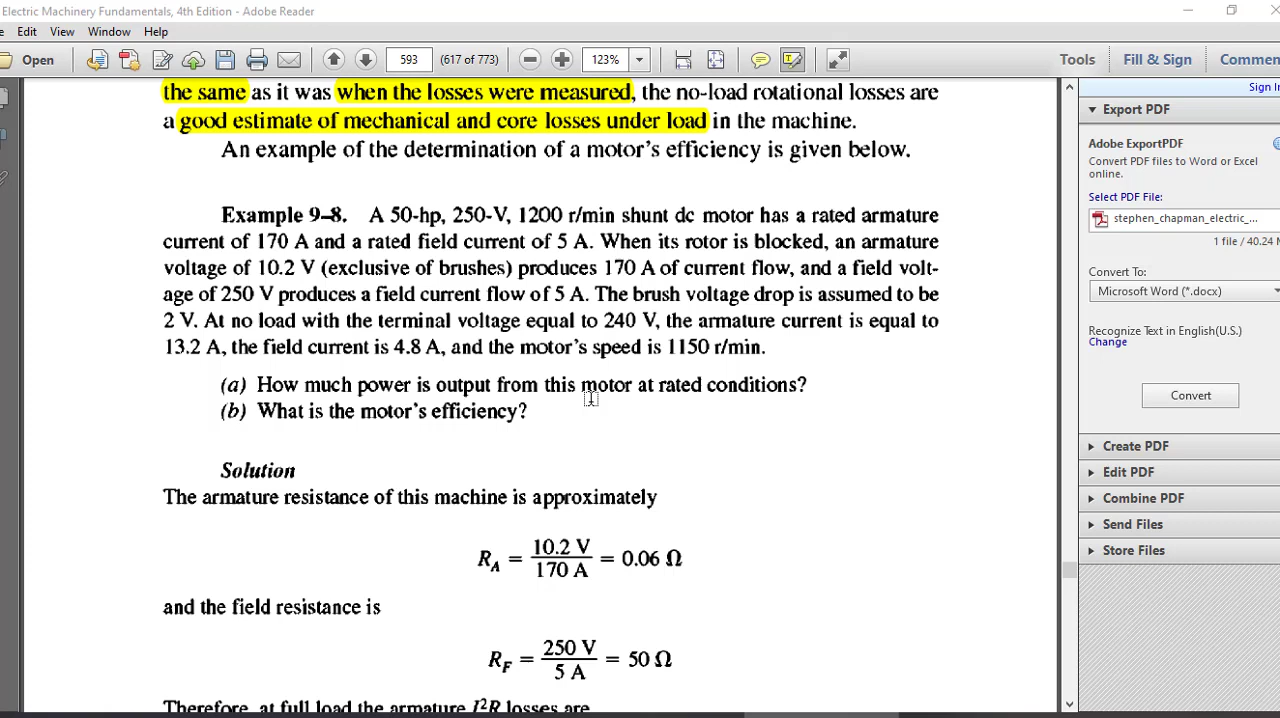 Electric Machinery Fundamentals, 4th Edition - Adobe Reader
Edit View Window Help
Open 593 (617 of 773) 123% Tools Fill & Sign Commen
the same as it was when the losses were measured, the no-load rotational losses are
a good estimate of mechanical and core losses under load in the machine.
An example of the determination of a motor's efficiency is given below.
Example 9–8. A 50-hp, 250-V, 1200 r/min shunt dc motor has a rated armature
current of 170 A and a rated field current of 5 A. When its rotor is blocked, an armature
voltage of 10.2 V (exclusive of brushes) produces 170 A of current flow, and a field volt-
age of 250 V produces a field current flow of 5 A. The brush voltage drop is assumed to be
2 V. At no load with the terminal voltage equal to 240 V, the armature current is equal to
13.2 A, the field current is 4.8 A, and the motor's speed is 1150 r/min.
(a) How much power is output from this motor at rated conditions?
(b) What is the motor's efficiency?
Solution
The armature resistance of this machine is approximately
R_A = 10.2 V / 170 A = 0.06 Ω
and the field resistance is
R_F = 250 V / 5 A = 50 Ω
Therefore, at full load the armature I²R losses are
Sign In
Export PDF
Adobe ExportPDF
Convert PDF files to Word or Excel
online.
Select PDF File:
stephen_chapman_electric_...
1 file / 40.24 M
Convert To:
Microsoft Word (*.docx)
Recognize Text in English(U.S.)
Change
Convert
Create PDF
Edit PDF
Combine PDF
Send Files
Store Files